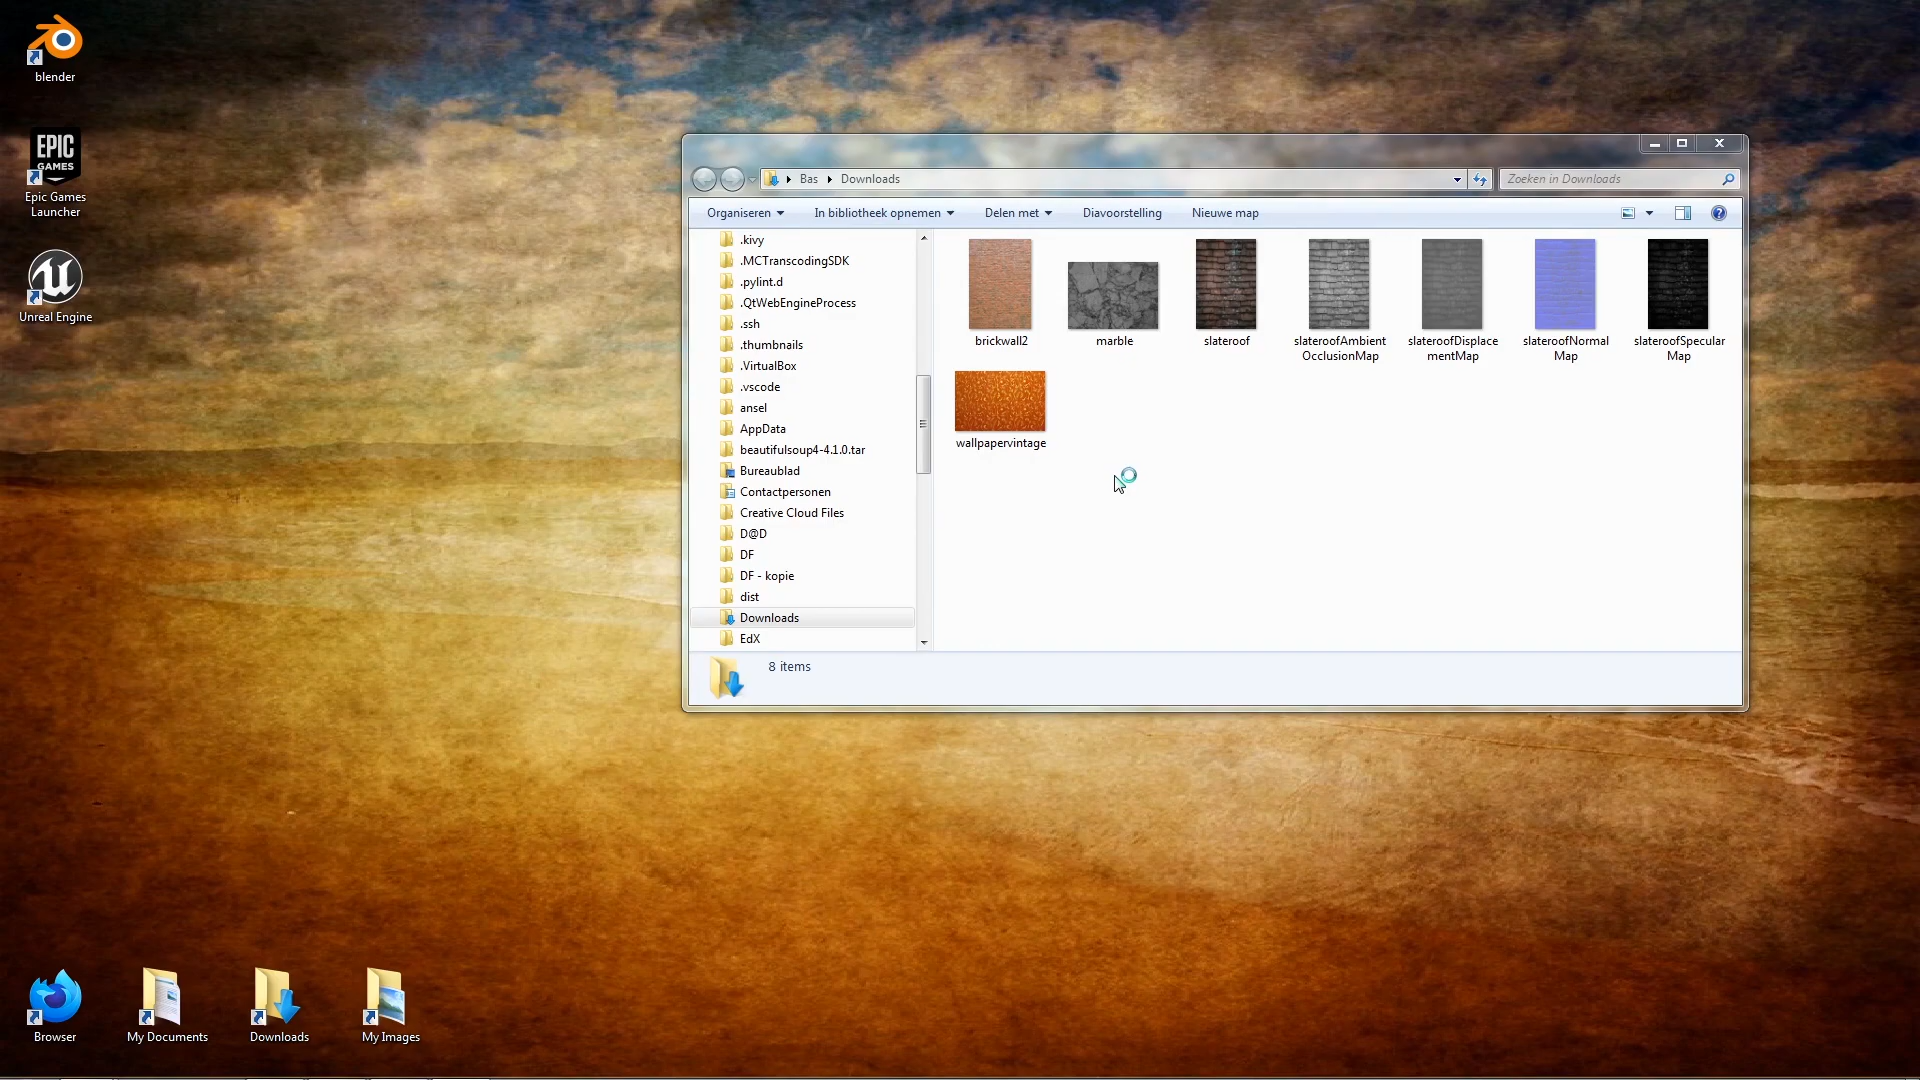 blender
EPIC
GAMES
Epic Games
Launcher
Unreal Engine
Bas
Downloads
Zoeken in Downloads
Organiseren
In bibliotheek opnemen
Delen met
Diavoorstelling
Nieuwe map
.kivy
.MCTranscodingSDK
.pylint.d
.QtWebEngineProcess
.ssh
.thumbnails
.VirtualBox
.vscode
ansel
AppData
beautifulsoup4-4.1.0.tar
Bureaublad
Contactpersonen
Creative Cloud Files
D@D
DF
DF - kopie
dist
Downloads
EdX
brickwall2
marble
slateroof
slateroofAmbient
OcclusionMap
slateroofDisplace
mentMap
slateroofNormal
Map
slateroofSpecular
Map
wallpapervintage
8 items
Browser
My Documents
Downloads
My Images